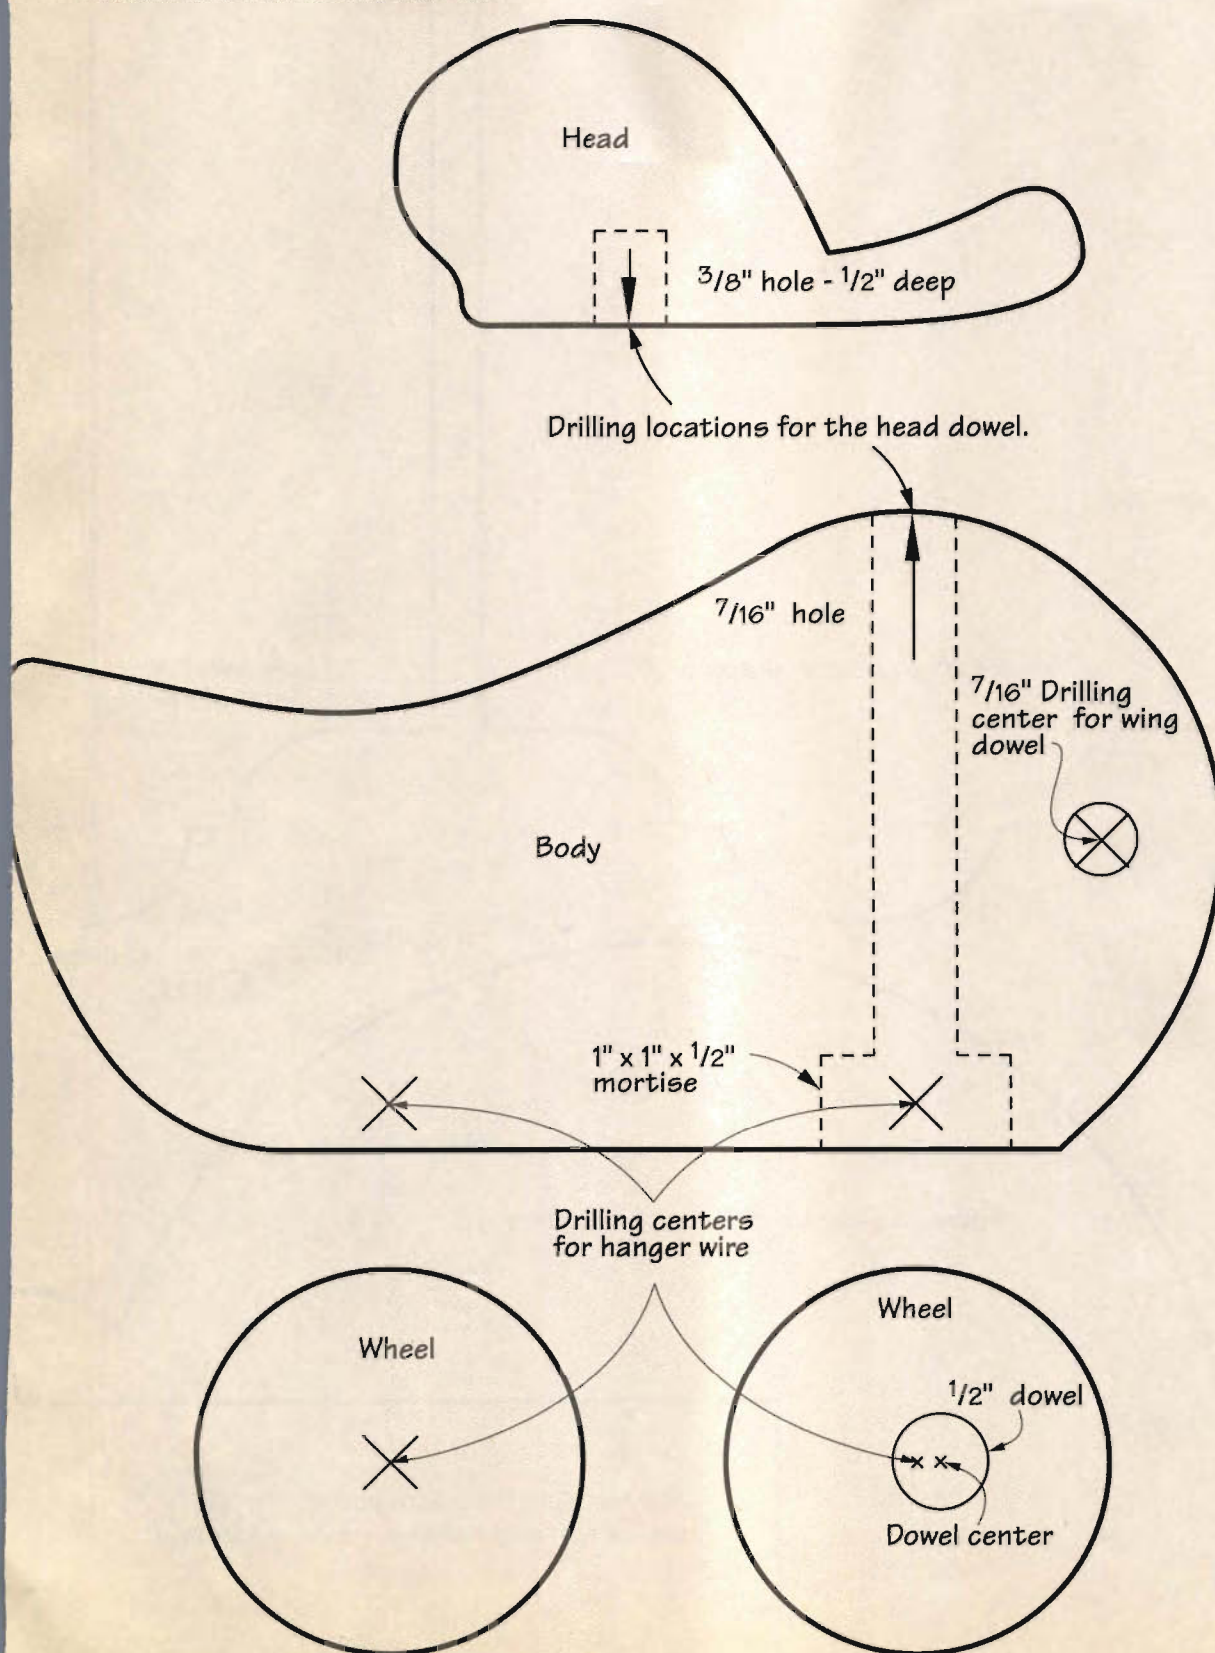 Head
3/8" hole - 1/2" deep
Drilling locations for the head dowel.
7/16" hole
7/16" Drilling
center for wing
dowel
Body
1" x 1" x 1/2"
mortise
Drilling centers
for hanger wire
Wheel
Wheel
1/2" dowel
Dowel center